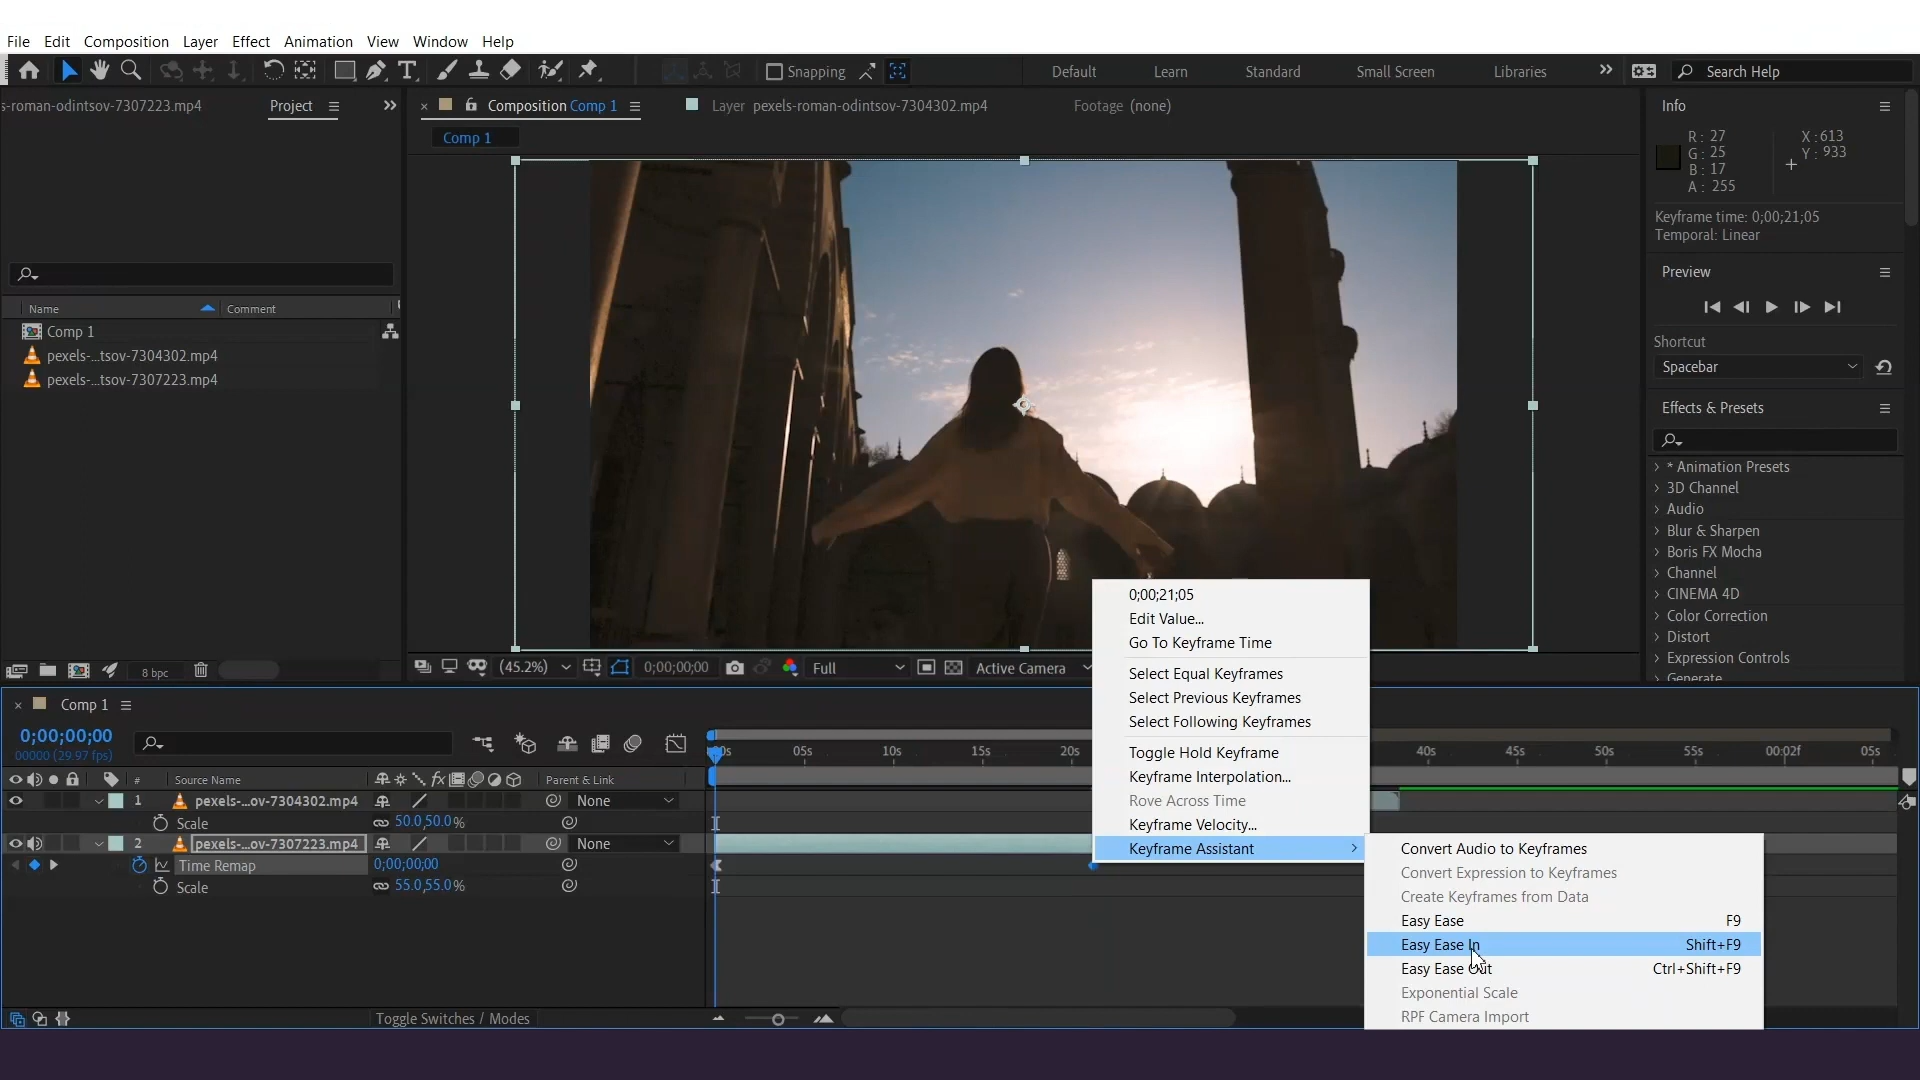 File Edit Composition Layer Effect Animation View Window Help
Snapping Default Learn Standard Small Screen Libraries Search Help
s-roman-odintsov-7307223.mp4 Project
Composition Comp 1
Layer pexels-roman-odintsov-7304302.mp4
Footage (none)
Comp 1
Name Comment
Comp 1
pexels-...tsov-7304302.mp4
pexels-...tsov-7307223.mp4
8 bpc
(45.2%) 0;00;00;00 Full Active Camera
Info
R : 27
G : 25
B : 17
A : 255
X : 613
Y : 933
Keyframe time: 0;00;21;05
Temporal: Linear
Preview
Shortcut
Spacebar
Effects & Presets
* Animation Presets
3D Channel
Audio
Blur & Sharpen
Boris FX Mocha
Channel
CINEMA 4D
Color Correction
Distort
Expression Controls
Generate
0;00;21;05
Edit Value...
Go To Keyframe Time
Select Equal Keyframes
Select Previous Keyframes
Select Following Keyframes
Toggle Hold Keyframe
Keyframe Interpolation...
Rove Across Time
Keyframe Velocity...
Keyframe Assistant
Convert Audio to Keyframes
Convert Expression to Keyframes
Create Keyframes from Data
Easy Ease F9
Easy Ease In Shift+F9
Easy Ease Out Ctrl+Shift+F9
Exponential Scale
RPF Camera Import
Comp 1
0;00;00;00
00000 (29.97 fps)
05s 10s 15s 20s 40s 45s 50s 55s 00:02f 05s
# Source Name fx Parent & Link
1 pexels-...ov-7304302.mp4 None
Scale 50.0,50.0%
2 pexels-...ov-7307223.mp4 None
Time Remap 0;00;00;00
Scale 55.0,55.0%
Toggle Switches / Modes